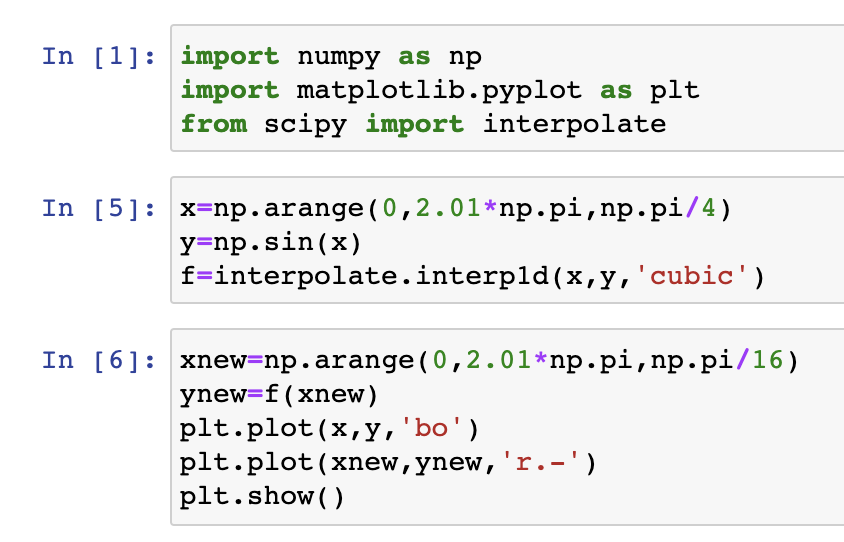 In [1]: import numpy as np
import matplotlib.pyplot as plt
from scipy import interpolate
In [5]: x=np.arange(0,2.01*np.pi,np.pi/4)
y=np.sin(x)
f=interpolate.interp1d(x,y,'cubic')
In [6]: xnew=np.arange(0,2.01*np.pi,np.pi/16)
ynew=f(xnew)
plt.plot(x,y,'bo')
plt.plot(xnew,ynew,'r.-')
plt.show()